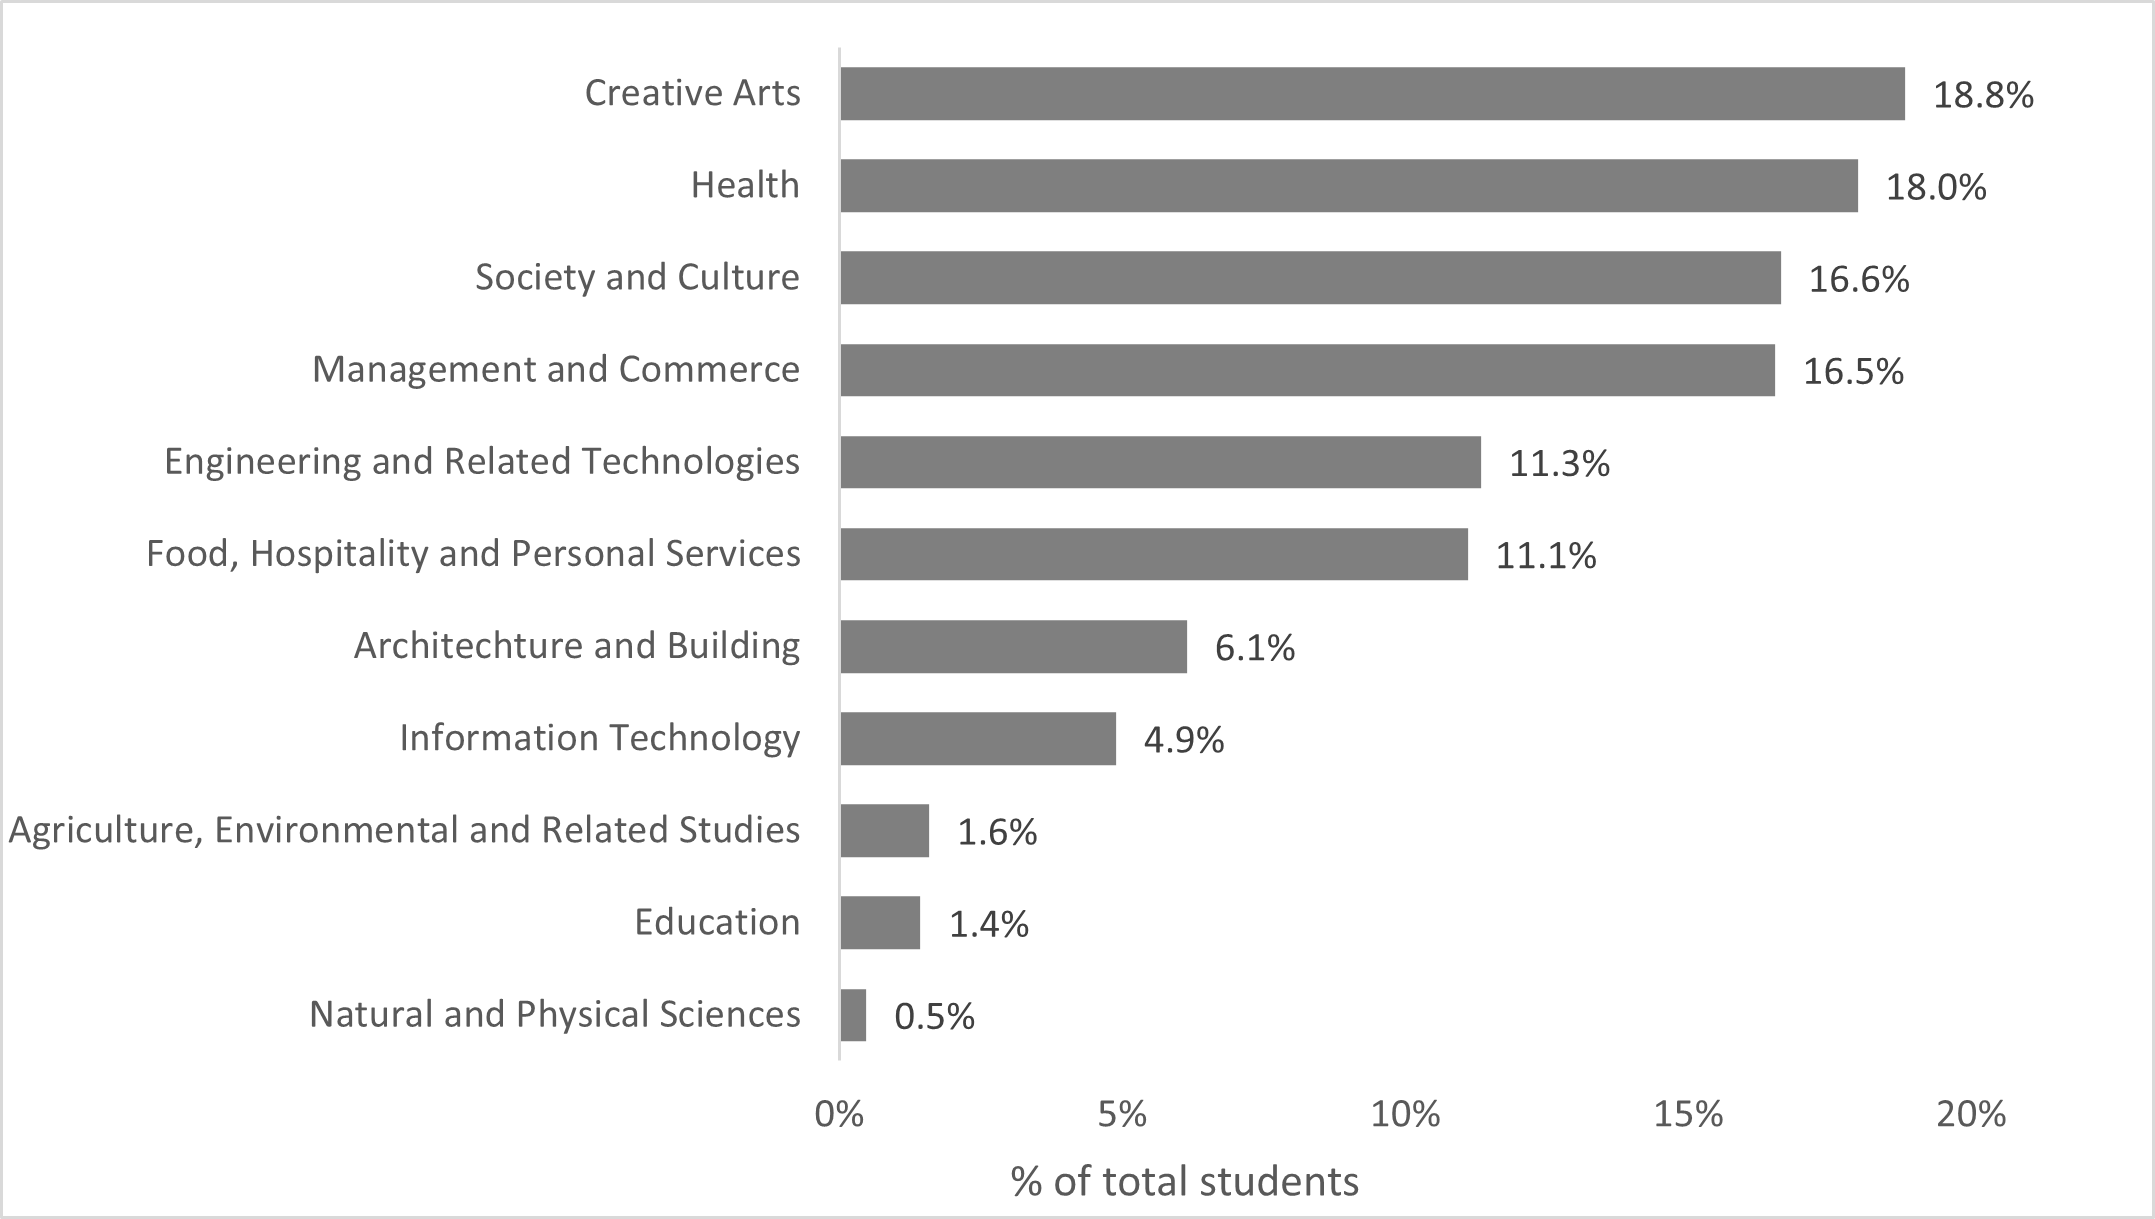 Creative Arts 18.8%
Health 18.0%
Society and Culture 16.6%
Management and Commerce 16.5%
Engineering and Related Technologies 11.3%
Food, Hospitality and Personal Services 11.1%
Architechture and Building 6.1%
Information Technology 4.9%
Agriculture, Environmental and Related Studies 1.6%
Education 1.4%
Natural and Physical Sciences 0.5%
0% 5% 10% 15% 20%
% of total students